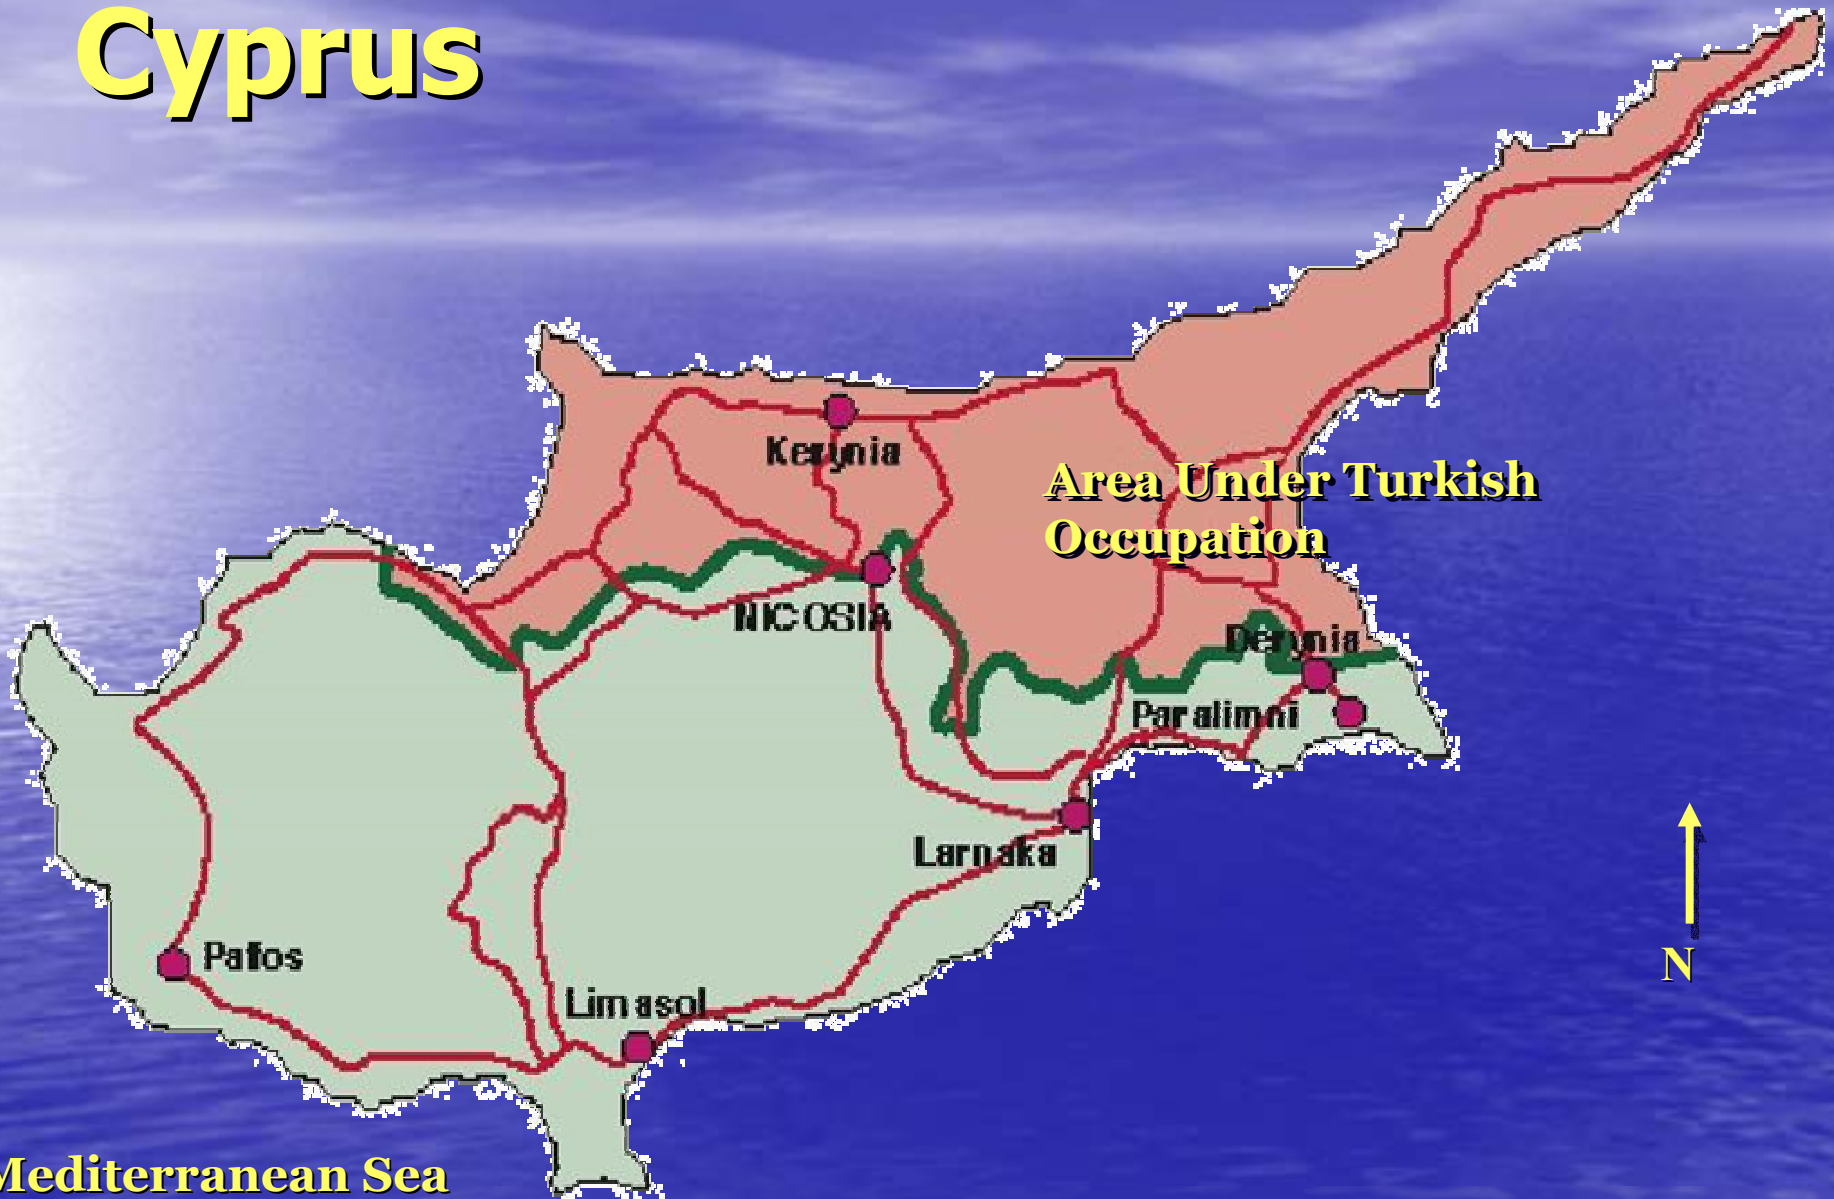 Cyprus
Kerynia
Area Under Turkish
Occupation
NICOSIA
Derynia
Paralimni
Larnaka
Pafos
N
Limasol
Mediterranean Sea